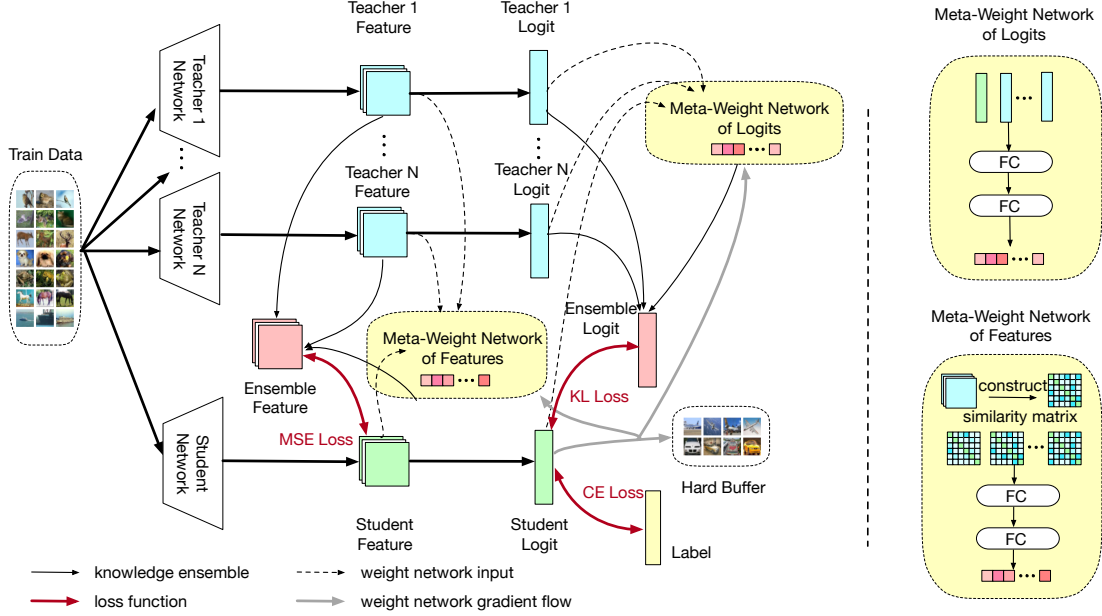 Teacher 1
Feature
Teacher 1
Logit
Meta-Weight Network
of Logits
Teacher 1
Network
Train Data
Meta-Weight Network
of Logits
FC
FC
Teacher N
Feature
Teacher N
Logit
Teacher N
Network
Ensemble
Logit
Meta-Weight Network
of Features
Ensemble
Feature
KL Loss
MSE Loss
Student
Network
Hard Buffer
CE Loss
Student
Feature
Student
Logit
Label
Meta-Weight Network
of Features
construct
similarity matrix
FC
FC
knowledge ensemble
weight network input
loss function
weight network gradient flow